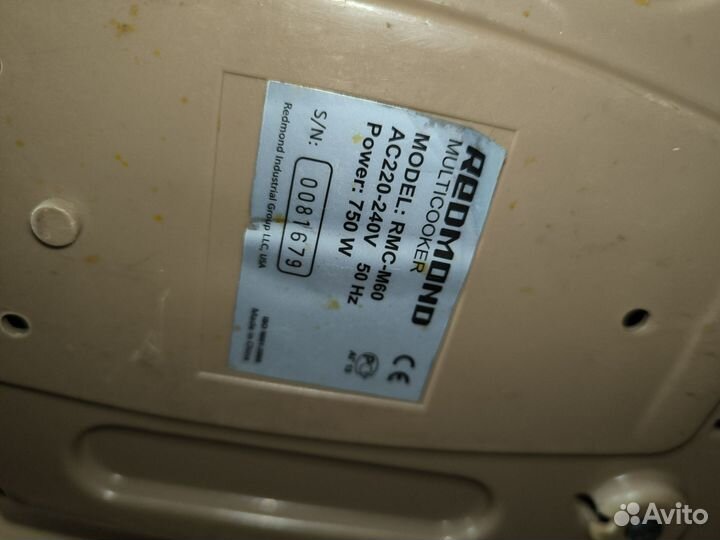 REDMOND
MULTICOOKER
MODEL: RMC-M60
AC220-240V 50 Hz
Power: 750 W
S/N: 0081679
Redmond Industrial Group LLC, USA
CE
Made in China
Avito